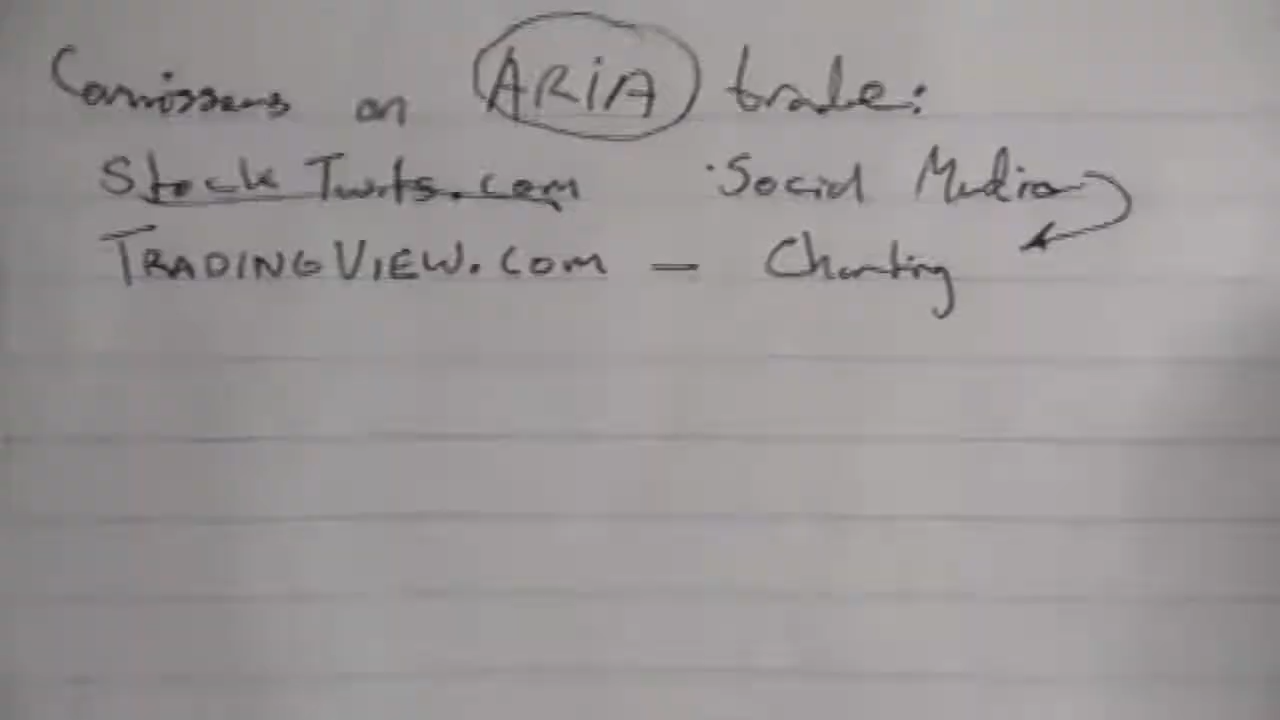 Comissions on ARIA trade:
StockTwits.com · Social Media
TRADINGVIEW.COM — Charting